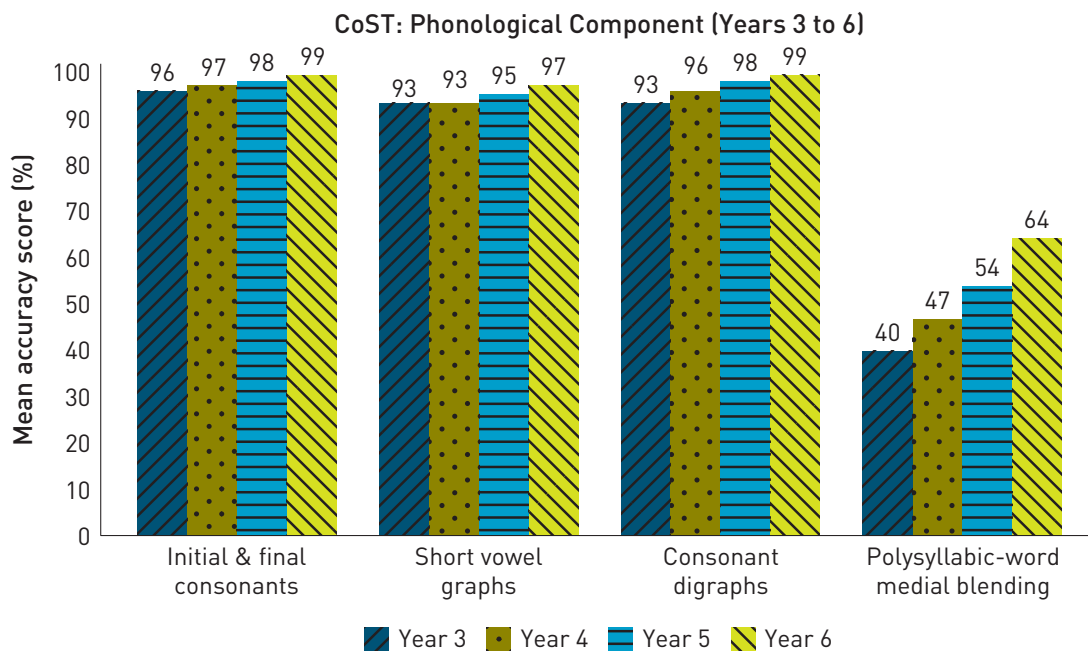 CoST: Phonological Component (Years 3 to 6)
Mean accuracy score (%)
100
90
80
70
60
50
40
30
20
10
0
96 97 98 99
93 93 95 97
93 96 98 99
40 47 54 64
Initial & final
consonants
Short vowel
graphs
Consonant
digraphs
Polysyllabic-word
medial blending
Year 3 Year 4 Year 5 Year 6